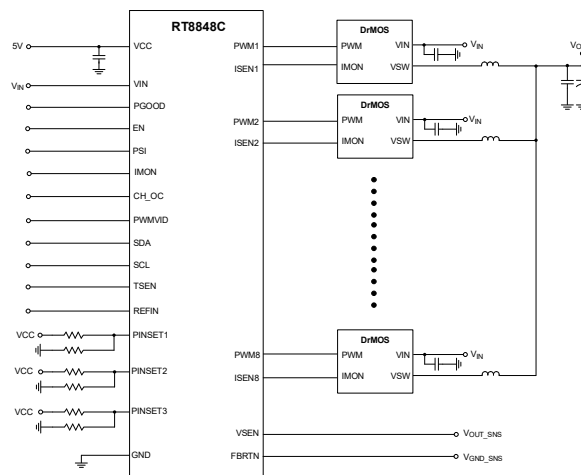 RT8848C
5V
VCC
VIN
VIN
PGOOD
EN
PSI
IMON
CH_OC
PWMVID
SDA
SCL
TSEN
REFIN
VCC
PINSET1
VCC
PINSET2
VCC
PINSET3
GND
PWM1
ISEN1
PWM2
ISEN2
PWM8
ISEN8
VSEN
FBRTN
DrMOS
PWM
VIN
IMON
VSW
VIN
DrMOS
PWM
VIN
IMON
VSW
VIN
DrMOS
PWM
VIN
IMON
VSW
VIN
VOUT_SNS
VGND_SNS